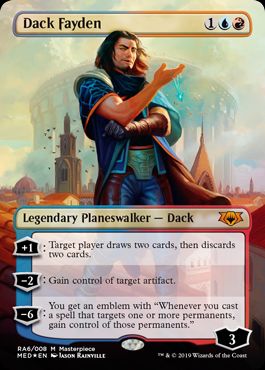 Dack Fayden 1
Legendary Planeswalker — Dack
+1: Target player draws two cards, then discards
two cards.
-2: Gain control of target artifact.
-6: You get an emblem with “Whenever you cast
a spell that targets one or more permanents,
gain control of those permanents.”
3
RA6/008 M Masterpiece
MED★EN Jason Rainville
™ & © 2019 Wizards of the Coast